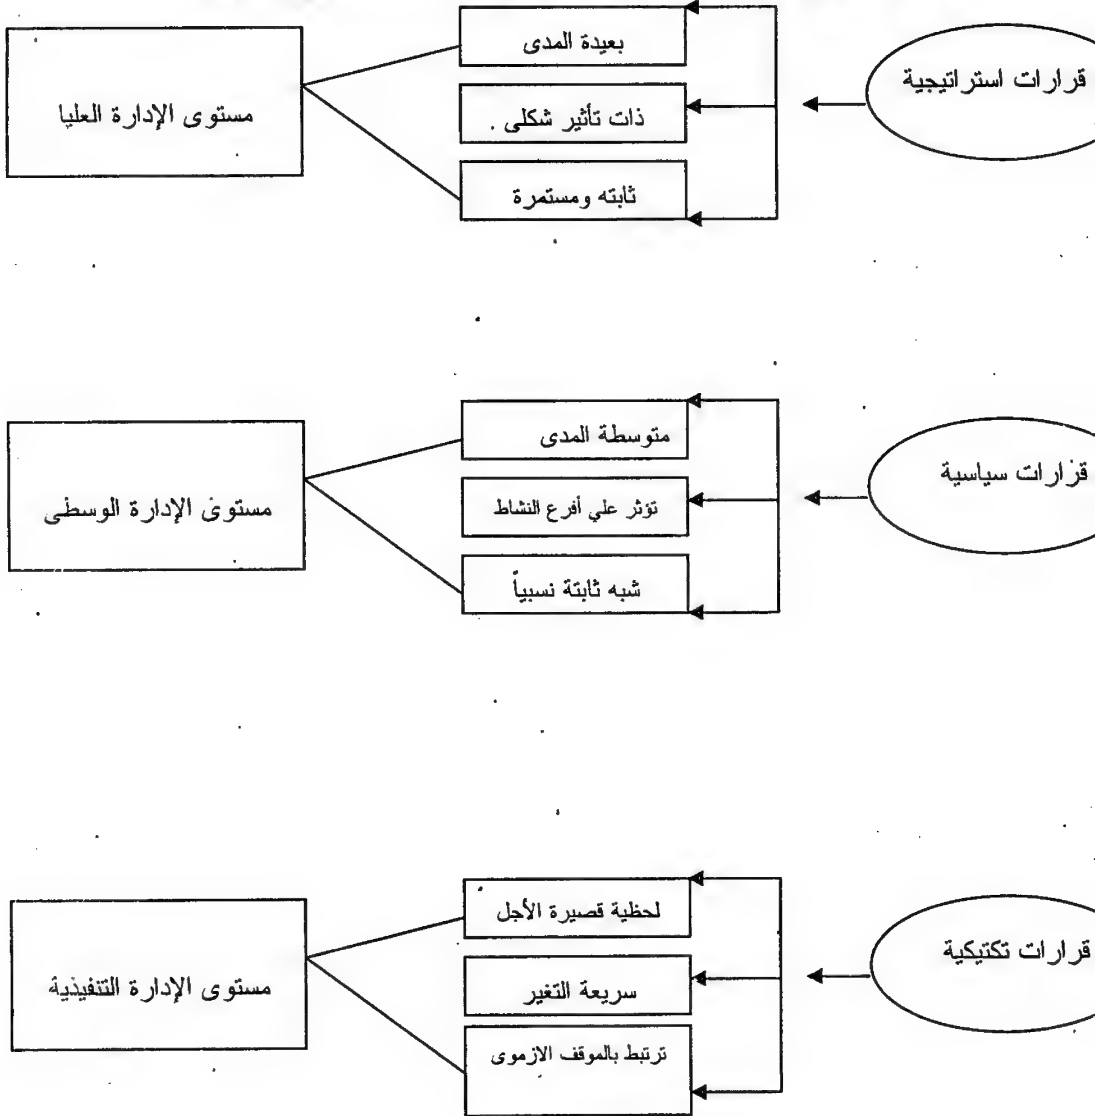 قرارات استراتيجية
بعيدة المدى
ذات تأثير شكلى
ثابته ومستمرة
مستوى الإدارة العليا
قرارات سياسية
متوسطة المدى
تؤثر علي أفرع النشاط
شبه ثابتة نسبياً
مستوى الإدارة الوسطى
قرارات تكتيكية
لحظية قصيرة الأجل
سريعة التغير
ترتبط بالموقف الازموى
مستوى الإدارة التنفيذية